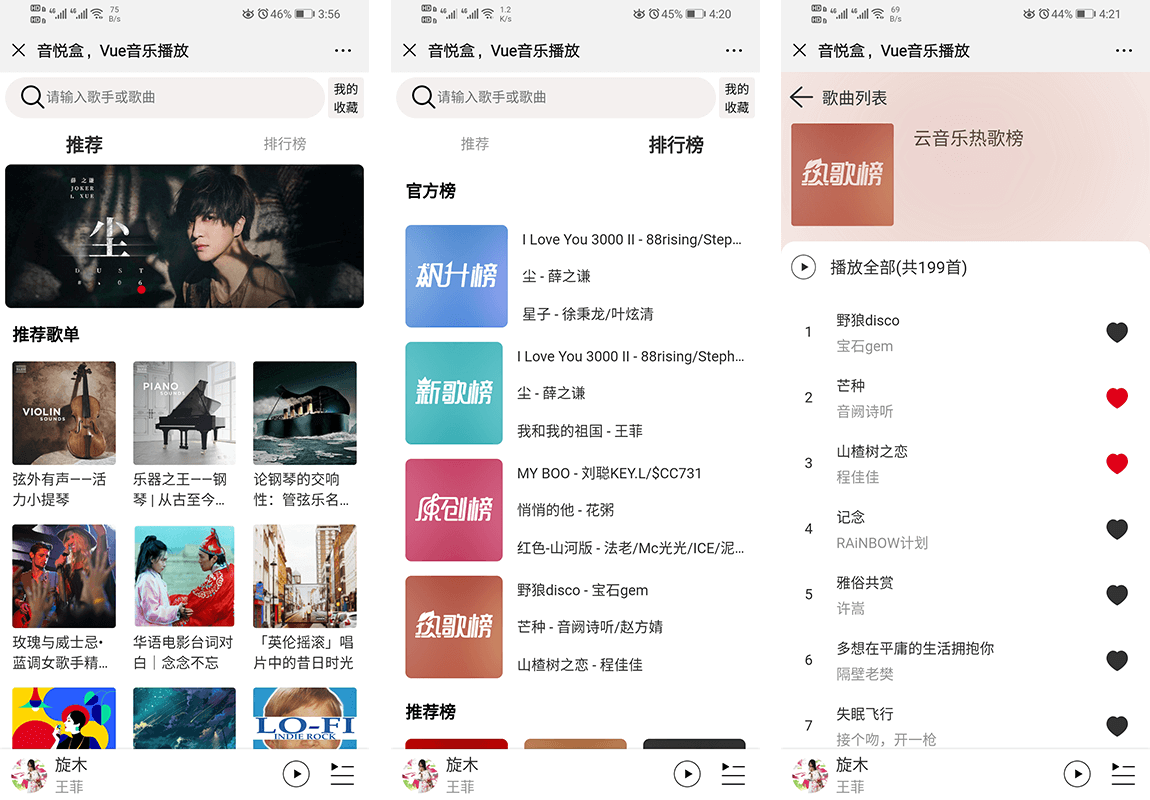 HD 46 46 75 B/s 46% 3:56
音悦盒，Vue音乐播放
请输入歌手或歌曲
我的
收藏
推荐 排行榜
薛之谦
JOKER
XUE
尘
DUST
推荐歌单
VIOLIN
SOUNDS
PIANO
SOUNDS
弦外有声——活
力小提琴
乐器之王——钢
琴 | 从古至今...
论钢琴的交响
性：管弦乐名...
玫瑰与威士忌•
蓝调女歌手精...
华语电影台词对
白｜念念不忘
「英伦摇滚」唱
片中的昔日时光
LO-FI
INDIE ROCK
旋木
王菲
HD 46 46 1.2 K/s 45% 4:20
音悦盒，Vue音乐播放
请输入歌手或歌曲
我的
收藏
推荐 排行榜
官方榜
飙升榜
I Love You 3000 II - 88rising/Step...
尘 - 薛之谦
星子 - 徐秉龙/叶炫清
新歌榜
I Love You 3000 II - 88rising/Steph...
尘 - 薛之谦
我和我的祖国 - 王菲
原创榜
MY BOO - 刘聪KEY.L/$CC731
悄悄的他 - 花粥
红色-山河版 - 法老/Mc光光/ICE/泥...
热歌榜
野狼disco - 宝石gem
芒种 - 音阙诗听/赵方婧
山楂树之恋 - 程佳佳
推荐榜
旋木
王菲
HD 46 46 69 B/s 44% 4:21
音悦盒，Vue音乐播放
歌曲列表
热歌榜
云音乐热歌榜
播放全部(共199首)
1 野狼disco
宝石gem
2 芒种
音阙诗听
3 山楂树之恋
程佳佳
4 记念
RAiNBOW计划
5 雅俗共赏
许嵩
6 多想在平庸的生活拥抱你
隔壁老樊
7 失眠飞行
接个吻，开一枪
旋木
王菲